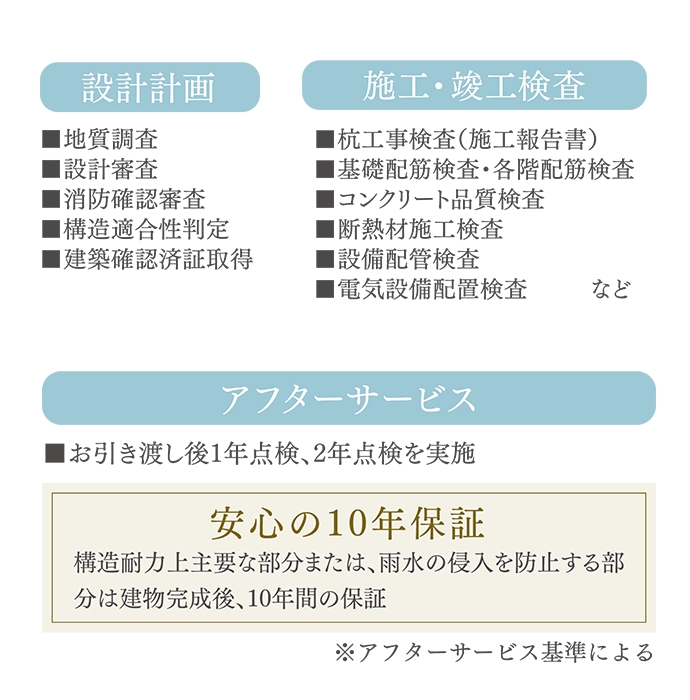 設計計画
■地質調査
■設計審査
■消防確認審査
■構造適合性判定
■建築確認済証取得
施工・竣工検査
■杭工事検査（施工報告書）
■基礎配筋検査・各階配筋検査
■コンクリート品質検査
■断熱材施工検査
■設備配管検査
■電気設備配置検査　など
アフターサービス
■お引き渡し後1年点検、2年点検を実施
安心の10年保証
構造耐力上主要な部分または、雨水の侵入を防止する部
分は建物完成後、10年間の保証
※アフターサービス基準による